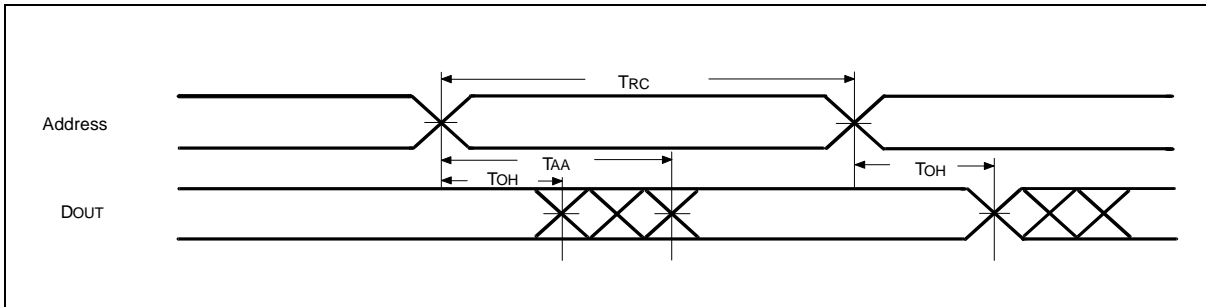 TRC
Address
TAA
TOH
TOH
DOUT